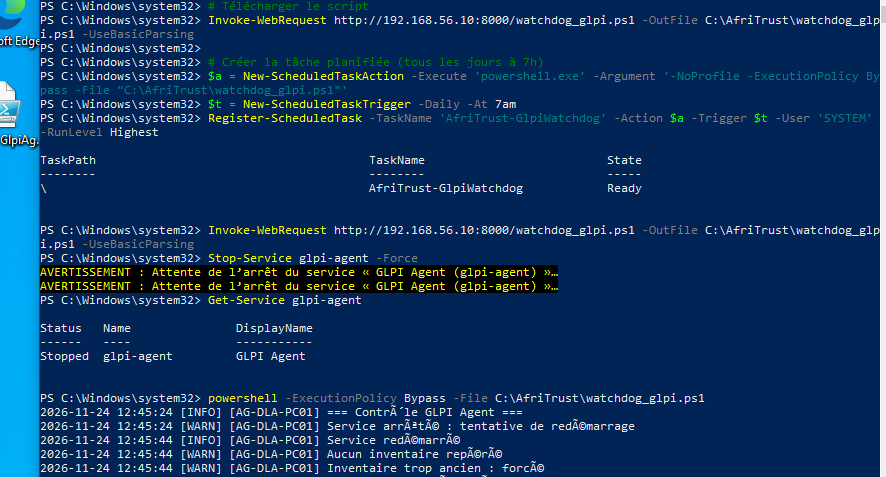 PS C:\Windows\system32> # Télécharger le script
PS C:\Windows\system32> Invoke-WebRequest http://192.168.56.10:8000/watchdog_glpi.ps1 -OutFile C:\AfriTrust\watchdog_gl
pi.ps1 -UseBasicParsing
PS C:\Windows\system32>
PS C:\Windows\system32> # Créer la tâche planifiée (tous les jours à 7h)
PS C:\Windows\system32> $a = New-ScheduledTaskAction -Execute 'powershell.exe' -Argument '-NoProfile -ExecutionPolicy By
pass -File "C:\AfriTrust\watchdog_glpi.ps1"'
PS C:\Windows\system32> $t = New-ScheduledTaskTrigger -Daily -At 7am
PS C:\Windows\system32> Register-ScheduledTask -TaskName 'AfriTrust-GlpiWatchdog' -Action $a -Trigger $t -User 'SYSTEM'
-RunLevel Highest
TaskPath TaskName State
-------- -------- -----
\ AfriTrust-GlpiWatchdog Ready
PS C:\Windows\system32> Invoke-WebRequest http://192.168.56.10:8000/watchdog_glpi.ps1 -OutFile C:\AfriTrust\watchdog_gl
pi.ps1 -UseBasicParsing
PS C:\Windows\system32> Stop-Service glpi-agent -Force
AVERTISSEMENT : Attente de l’arrêt du service « GLPI Agent (glpi-agent) »…
AVERTISSEMENT : Attente de l’arrêt du service « GLPI Agent (glpi-agent) »…
PS C:\Windows\system32> Get-Service glpi-agent
Status Name DisplayName
------ ---- -----------
Stopped glpi-agent GLPI Agent
PS C:\Windows\system32> powershell -ExecutionPolicy Bypass -File C:\AfriTrust\watchdog_glpi.ps1
2026-11-24 12:45:24 [INFO] [AG-DLA-PC01] === ContrÃ´le GLPI Agent ===
2026-11-24 12:45:24 [WARN] [AG-DLA-PC01] Service arrÃªtÃ© : tentative de redÃ©marrage
2026-11-24 12:45:44 [INFO] [AG-DLA-PC01] Service redÃ©marrÃ©
2026-11-24 12:45:44 [WARN] [AG-DLA-PC01] Aucun inventaire repÃ©rÃ©
2026-11-24 12:45:44 [WARN] [AG-DLA-PC01] Inventaire trop ancien : forcÃ©
oft Edge
GlpiAg.